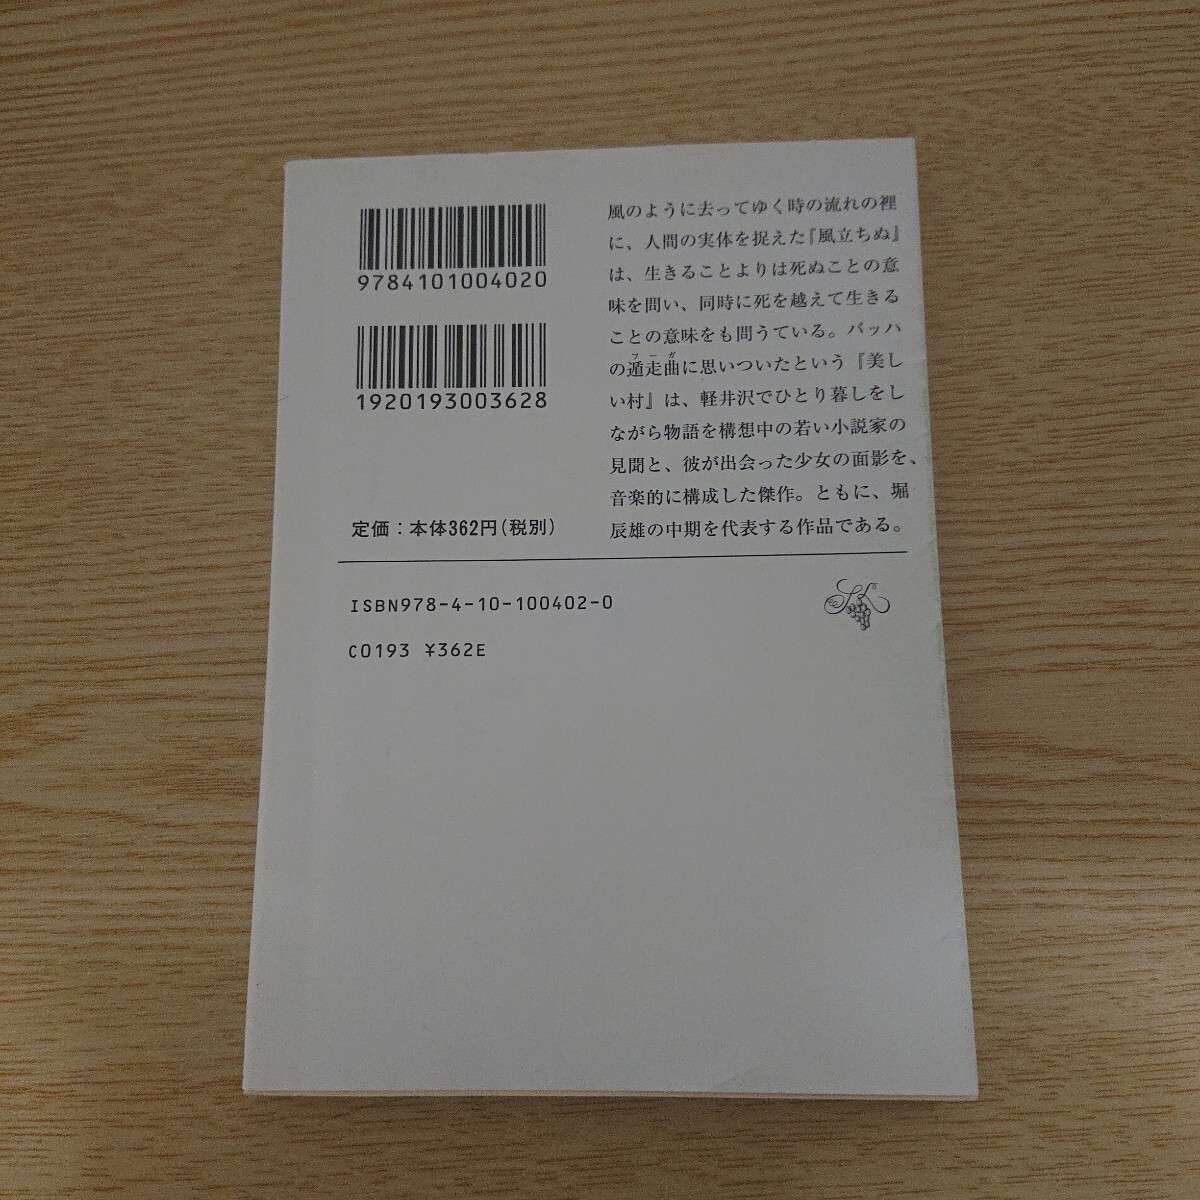 9784101004020
1920193003628
定価：本体362円（税別）
風のように去ってゆく時の流れの裡
に、人間の実体を捉えた『風立ちぬ』
は、生きることよりは死ぬことの意
味を問い、同時に死を越えて生きる
ことの意味をも問うている。バッハ
フーガ
の遁走曲に思いついたという『美し
い村』は、軽井沢でひとり暮しをし
ながら物語を構想中の若い小説家の
見聞と、彼が出会った少女の面影を、
音楽的に構成した傑作。ともに、堀
辰雄の中期を代表する作品である。
ISBN978-4-10-100402-0
C0193 ¥362E